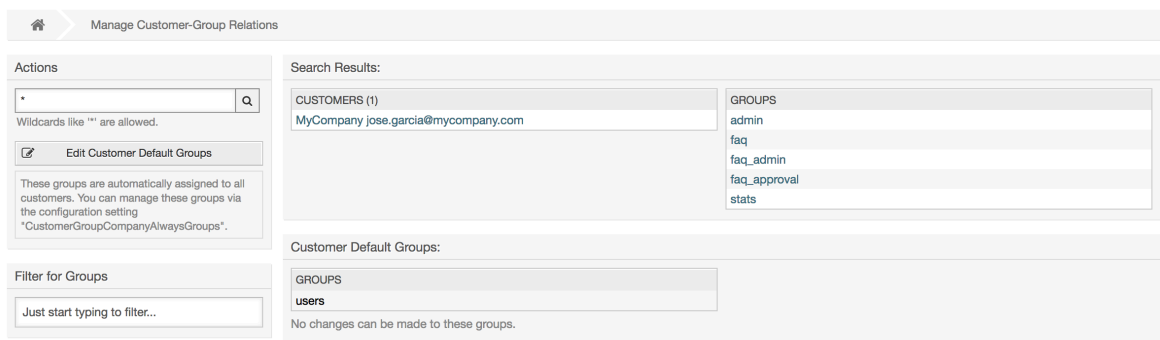 Manage Customer-Group Relations
Actions
*
Wildcards like '*' are allowed.
Edit Customer Default Groups
These groups are automatically assigned to all
customers. You can manage these groups via
the configuration setting
"CustomerGroupCompanyAlwaysGroups".
Filter for Groups
Just start typing to filter...
Search Results:
CUSTOMERS (1)
MyCompany jose.garcia@mycompany.com
GROUPS
admin
faq
faq_admin
faq_approval
stats
Customer Default Groups:
GROUPS
users
No changes can be made to these groups.